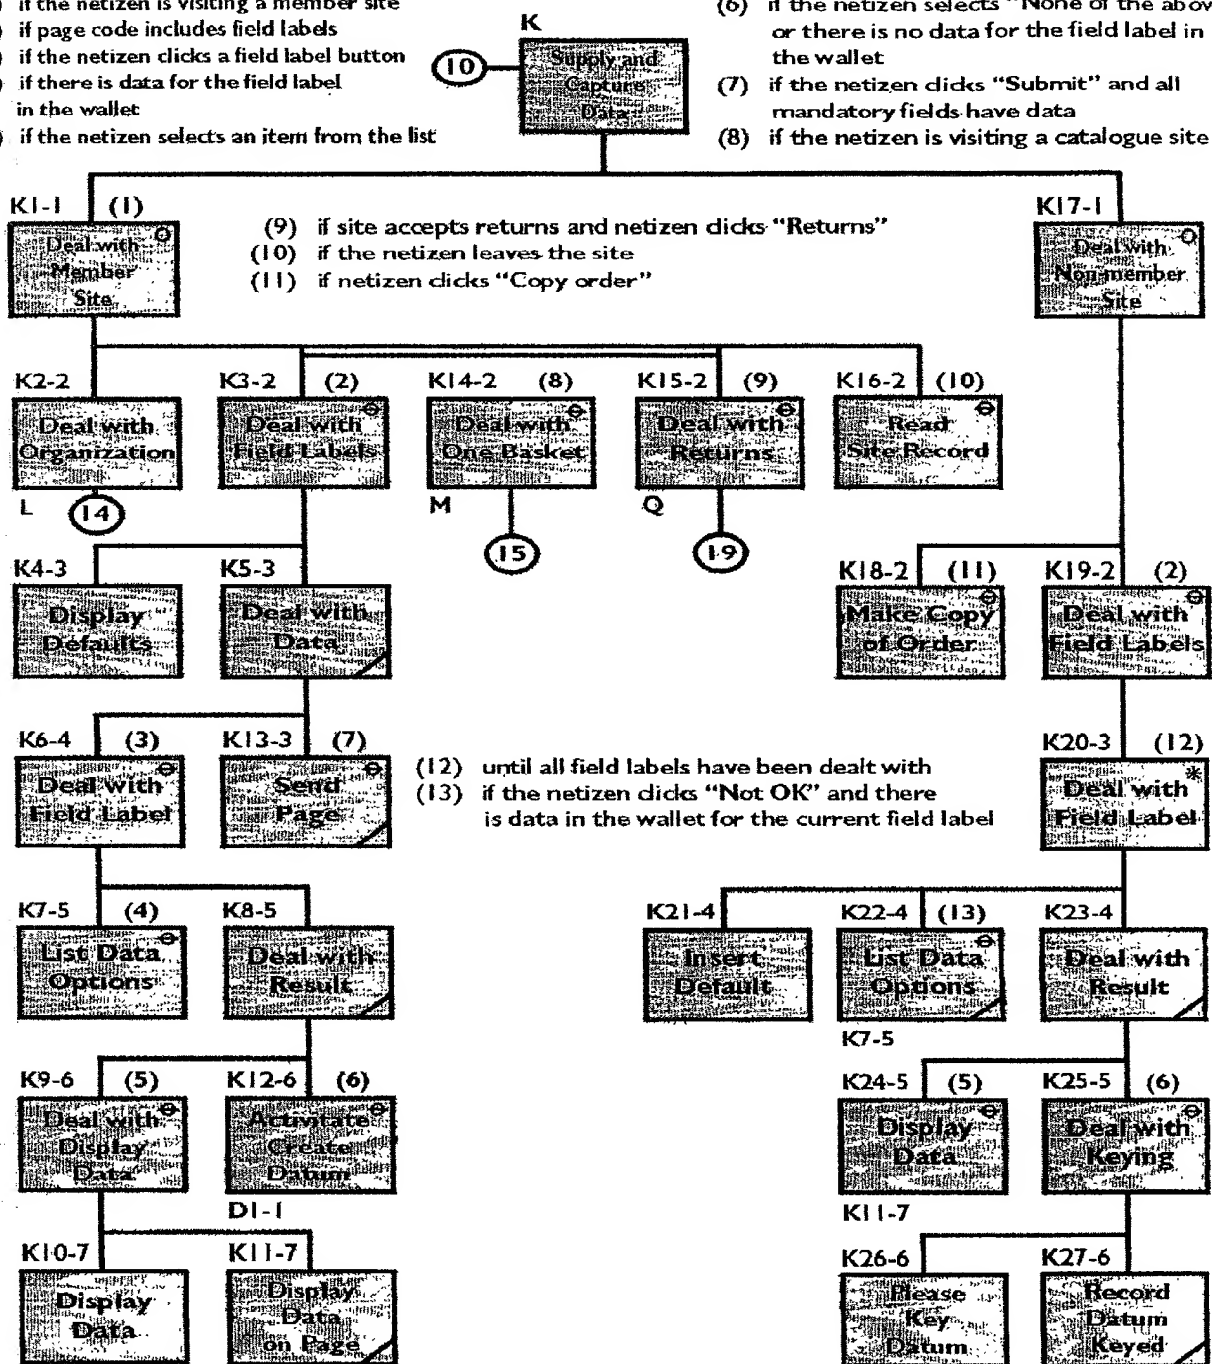 if the netizen is visiting a member site
if page code includes field labels
if the netizen clicks a field label button
if there is data for the field label
in the wallet
if the netizen selects an item from the list
K
10
Supply and
Capture
Data
(6) if the netizen selects "None of the abov
or there is no data for the field label in
the wallet
(7) if the netizen clicks "Submit" and all
mandatory fields have data
(8) if the netizen is visiting a catalogue site
K1-1 (1)
Deal with
Member
Site
(9) if site accepts returns and netizen clicks "Returns"
(10) if the netizen leaves the site
(11) if netizen clicks "Copy order"
K17-1
Deal with
Non-member
Site
K2-2
Deal with
Organization
L 14
K3-2 (2)
Deal with
Field Labels
K14-2 (8)
Deal with
One Basket
M
15
K15-2 (9)
Deal with
Returns
Q
19
K16-2 (10)
Read
Site Record
K4-3
Display
Defaults
K5-3
Deal with
Data
K18-2 (11)
Make Copy
of Order
K19-2 (2)
Deal with
Field Labels
K6-4 (3)
Deal with
Field Label
K13-3 (7)
Send
Page
(12) until all field labels have been dealt with
(13) if the netizen clicks "Not OK" and there
is data in the wallet for the current field label
K20-3 (12)
*
Deal with
Field Label
K7-5 (4)
List Data
Options
K8-5
Deal with
Result
K21-4
Insert
Default
K22-4 (13)
List Data
Options
K7-5
K23-4
Deal with
Result
K9-6 (5)
Deal with
Display
Data
K12-6 (6)
Activitate
Create
Datum
D1-1
K24-5 (5)
Display
Data
K11-7
K25-5 (6)
Deal with
Keying
K10-7
Display
Data
K11-7
Display
Data
on Page
K26-6
Please
Key
Datum
K27-6
Record
Datum
Keyed